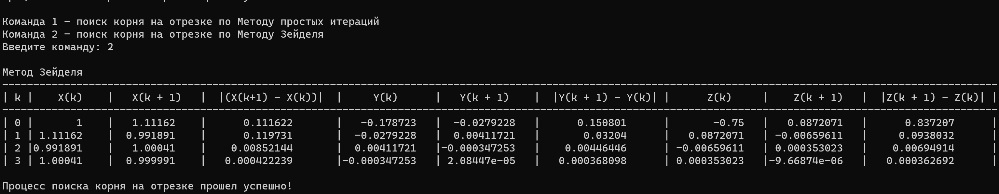 Команда 1 - поиск корня на отрезке по Методу простых итераций
Команда 2 - поиск корня на отрезке по Методу Зейделя
Введите команду: 2
Метод Зейделя
| k | X(k) | X(k + 1) | |(X(k+1) - X(k))| | Y(k) | Y(k + 1) | |Y(k + 1) - Y(k)| | Z(k) | Z(k + 1) | |Z(k + 1) - Z(k)| |
| 0 | 1 | 1.11162 | 0.111622 | -0.178723 | -0.0279228 | 0.150801 | -0.75 | 0.0872071 | 0.837207 |
| 1 | 1.11162 | 0.991891 | 0.119731 | -0.0279228 | 0.00411721 | 0.03204 | 0.0872071 | -0.00659611 | 0.0938032 |
| 2 |0.991891 | 1.00041 | 0.00852144 | 0.00411721 |-0.000347253 | 0.00446446 | -0.00659611 | 0.000353023 | 0.00694914 |
| 3 | 1.00041 | 0.999991 | 0.000422239 |-0.000347253 | 2.08447e-05 | 0.000368098 | 0.000353023 |-9.66874e-06 | 0.000362692 |
Процесс поиска корня на отрезке прошел успешно!